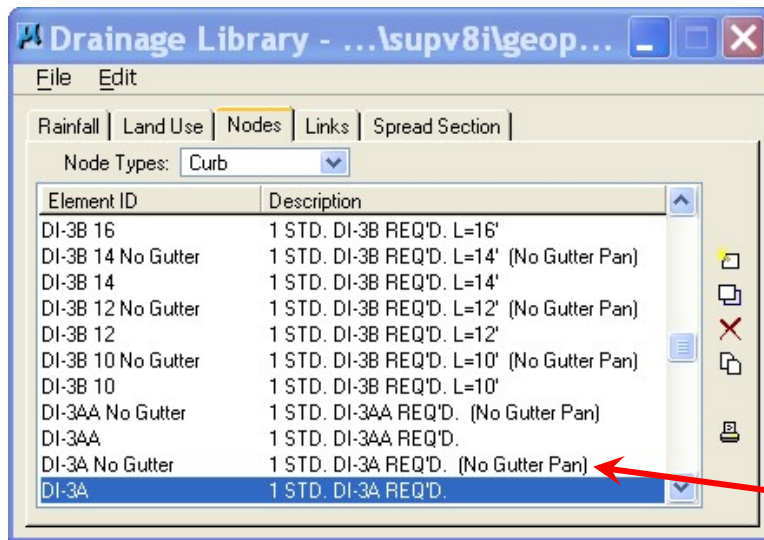 Drainage Library - ...\supv8i\geop...
File Edit
Rainfall Land Use Nodes Links Spread Section
Node Types: Curb
Element ID Description
DI-3B 16 1 STD. DI-3B REQ'D. L=16'
DI-3B 14 No Gutter 1 STD. DI-3B REQ'D. L=14' (No Gutter Pan)
DI-3B 14 1 STD. DI-3B REQ'D. L=14'
DI-3B 12 No Gutter 1 STD. DI-3B REQ'D. L=12' (No Gutter Pan)
DI-3B 12 1 STD. DI-3B REQ'D. L=12'
DI-3B 10 No Gutter 1 STD. DI-3B REQ'D. L=10' (No Gutter Pan)
DI-3B 10 1 STD. DI-3B REQ'D. L=10'
DI-3AA No Gutter 1 STD. DI-3AA REQ'D. (No Gutter Pan)
DI-3AA 1 STD. DI-3AA REQ'D.
DI-3A No Gutter 1 STD. DI-3A REQ'D. (No Gutter Pan)
DI-3A 1 STD. DI-3A REQ'D.